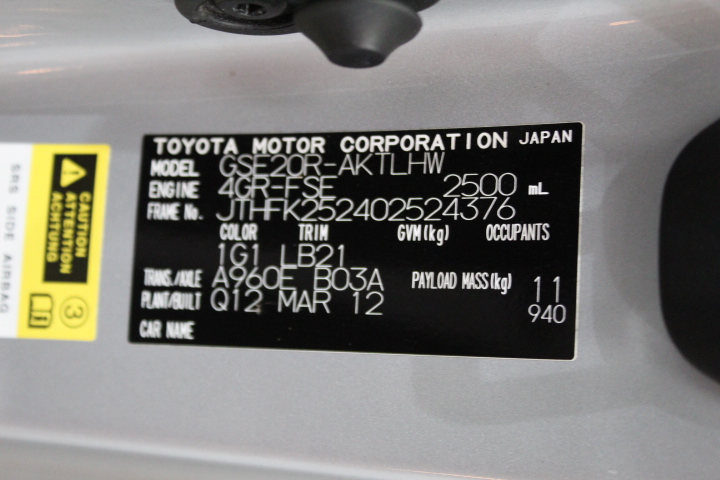 TOYOTA MOTOR CORPORATION JAPAN
MODEL GSE20R-AKTLHW
ENGINE 4GR-FSE 2500 mL
FRAME No. JTHFK252402524376
COLOR TRIM GVM(kg) OCCUPANTS
1G1 LB21
TRANS./AXLE A960E B03A PAYLOAD MASS(kg) 11
PLANT/BUILT Q12 MAR 12 940
CAR NAME
CAUTION
ATTENTION
ACHTUNG
3
SRS SIDE AIRBAG